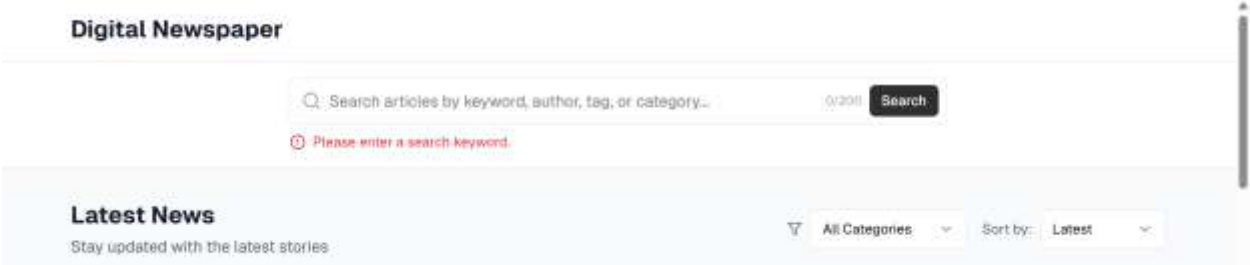 Digital Newspaper
Search articles by keyword, author, tag, or category...
0/200 Search
Please enter a search keyword.
Latest News
Stay updated with the latest stories
All Categories Sort by: Latest